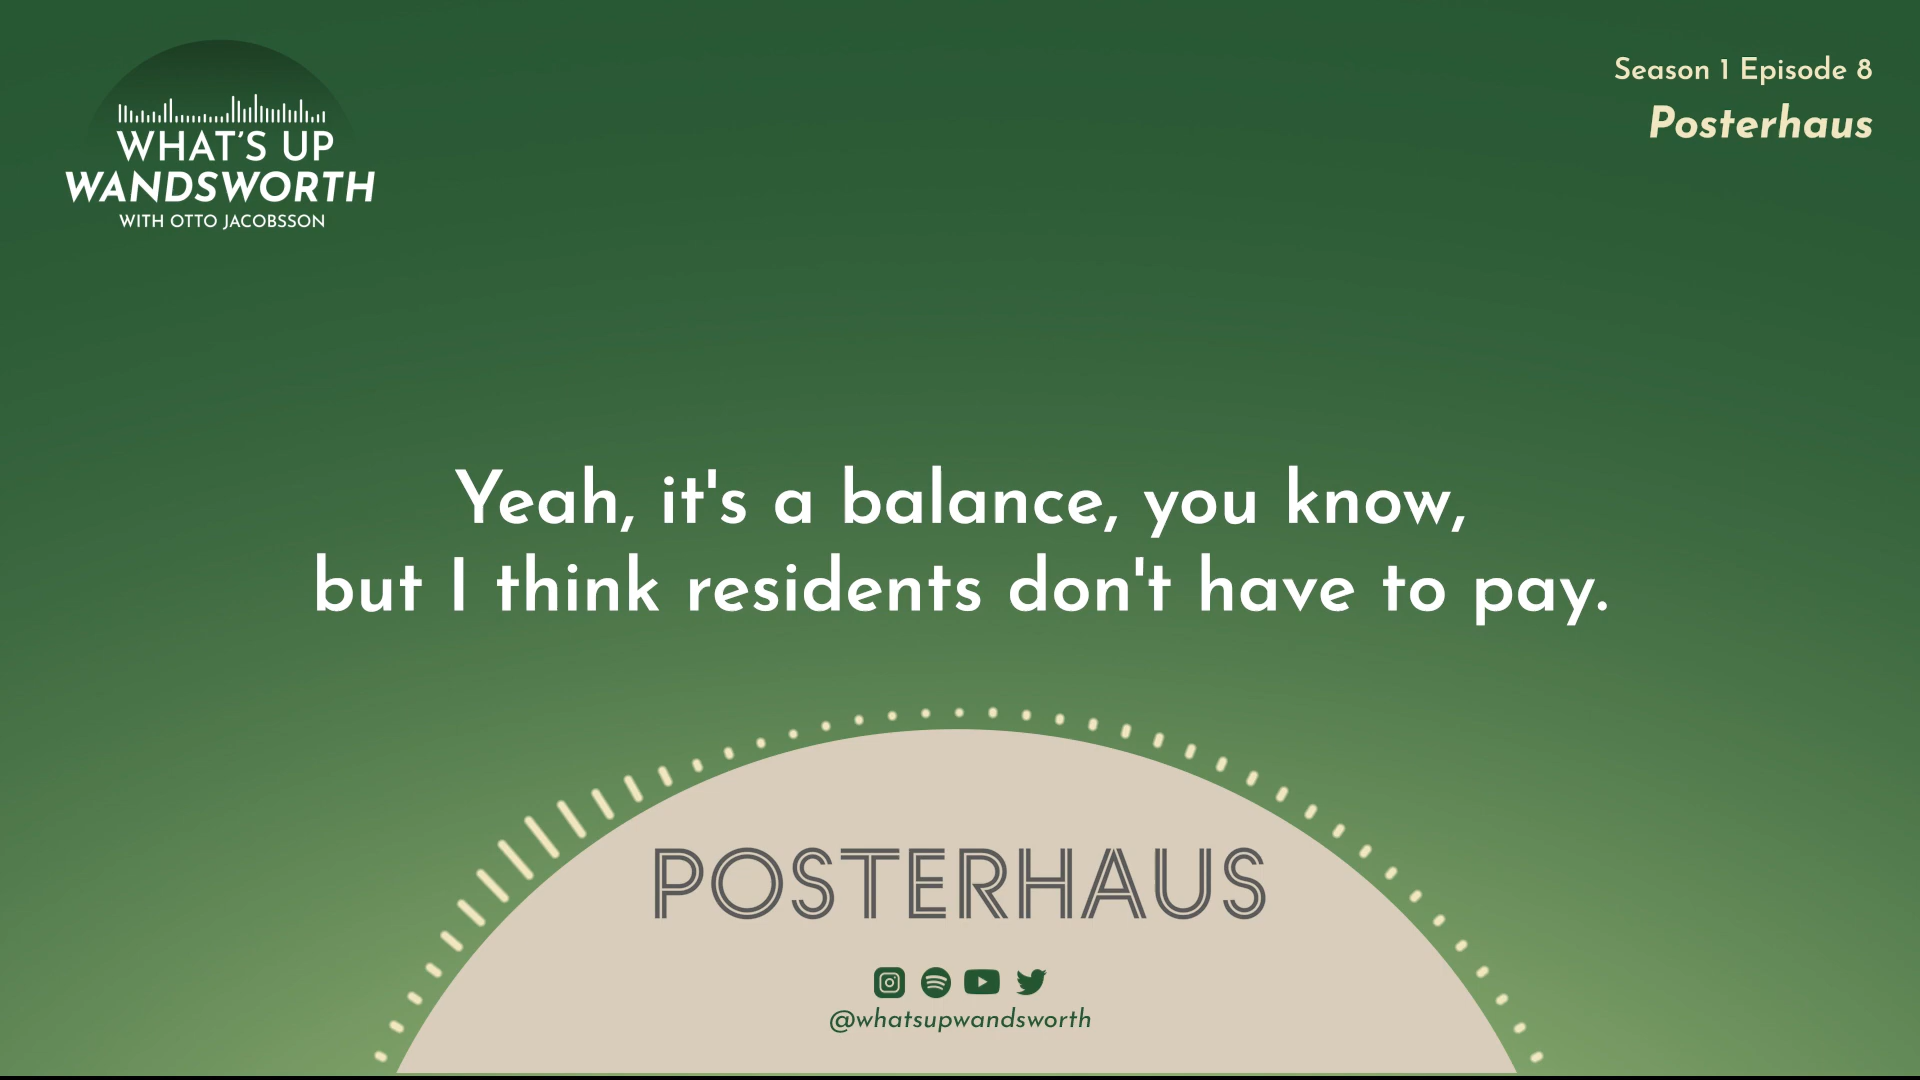 WHAT'S UP
WANDSWORTH
WITH OTTO JACOBSSON
Season 1 Episode 8
Posterhaus
Yeah, it's a balance, you know,
but I think residents don't have to pay.
POSTERHAUS
@whatsupwandsworth